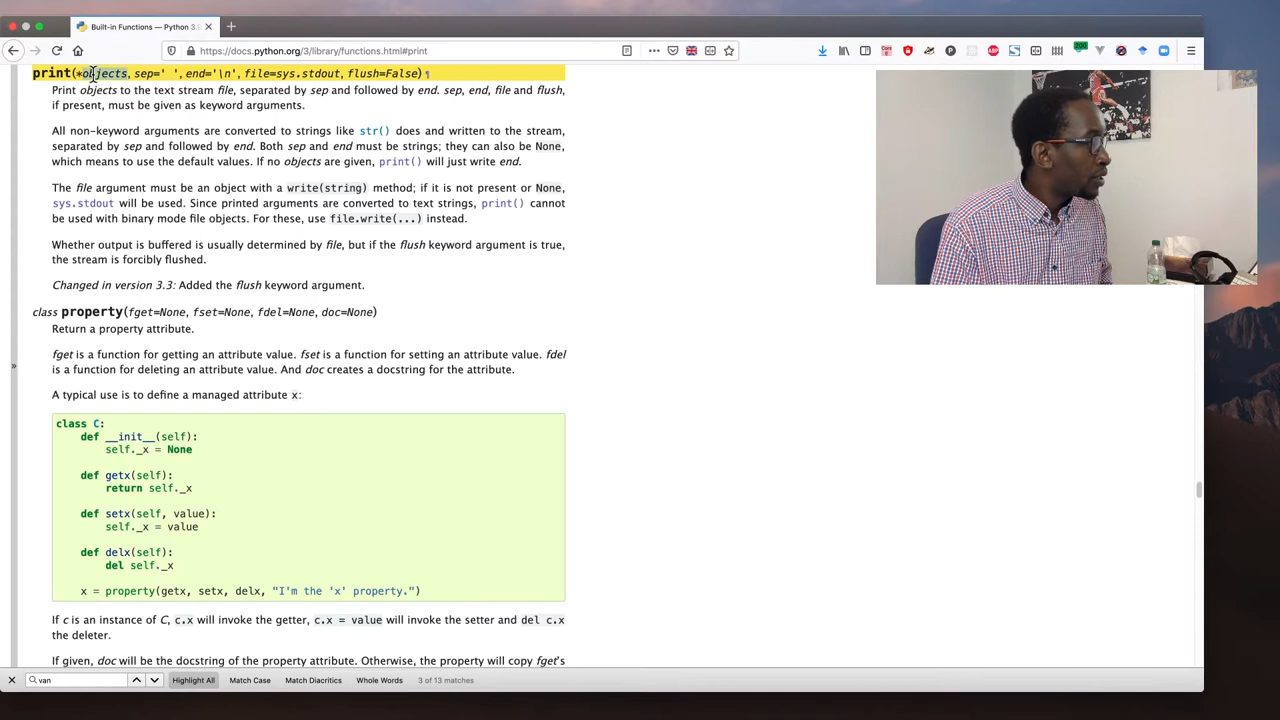 Built-in Functions — Python 3.9
https://docs.python.org/3/library/functions.html#print
200
ABP
print(*objects, sep=' ', end='\n', file=sys.stdout, flush=False)¶
Print objects to the text stream file, separated by sep and followed by end. sep, end, file and flush,
if present, must be given as keyword arguments.
All non-keyword arguments are converted to strings like str() does and written to the stream,
separated by sep and followed by end. Both sep and end must be strings; they can also be None,
which means to use the default values. If no objects are given, print() will just write end.
The file argument must be an object with a write(string) method; if it is not present or None,
sys.stdout will be used. Since printed arguments are converted to text strings, print() cannot
be used with binary mode file objects. For these, use file.write(...) instead.
Whether output is buffered is usually determined by file, but if the flush keyword argument is true,
the stream is forcibly flushed.
Changed in version 3.3: Added the flush keyword argument.
class property(fget=None, fset=None, fdel=None, doc=None)
Return a property attribute.
fget is a function for getting an attribute value. fset is a function for setting an attribute value. fdel
is a function for deleting an attribute value. And doc creates a docstring for the attribute.
A typical use is to define a managed attribute x:
class C:
def __init__(self):
self._x = None
def getx(self):
return self._x
def setx(self, value):
self._x = value
def delx(self):
del self._x
x = property(getx, setx, delx, "I'm the 'x' property.")
If c is an instance of C, c.x will invoke the getter, c.x = value will invoke the setter and del c.x
the deleter.
If given, doc will be the docstring of the property attribute. Otherwise, the property will copy fget's
van
Highlight All
Match Case
Match Diacritics
Whole Words
3 of 13 matches